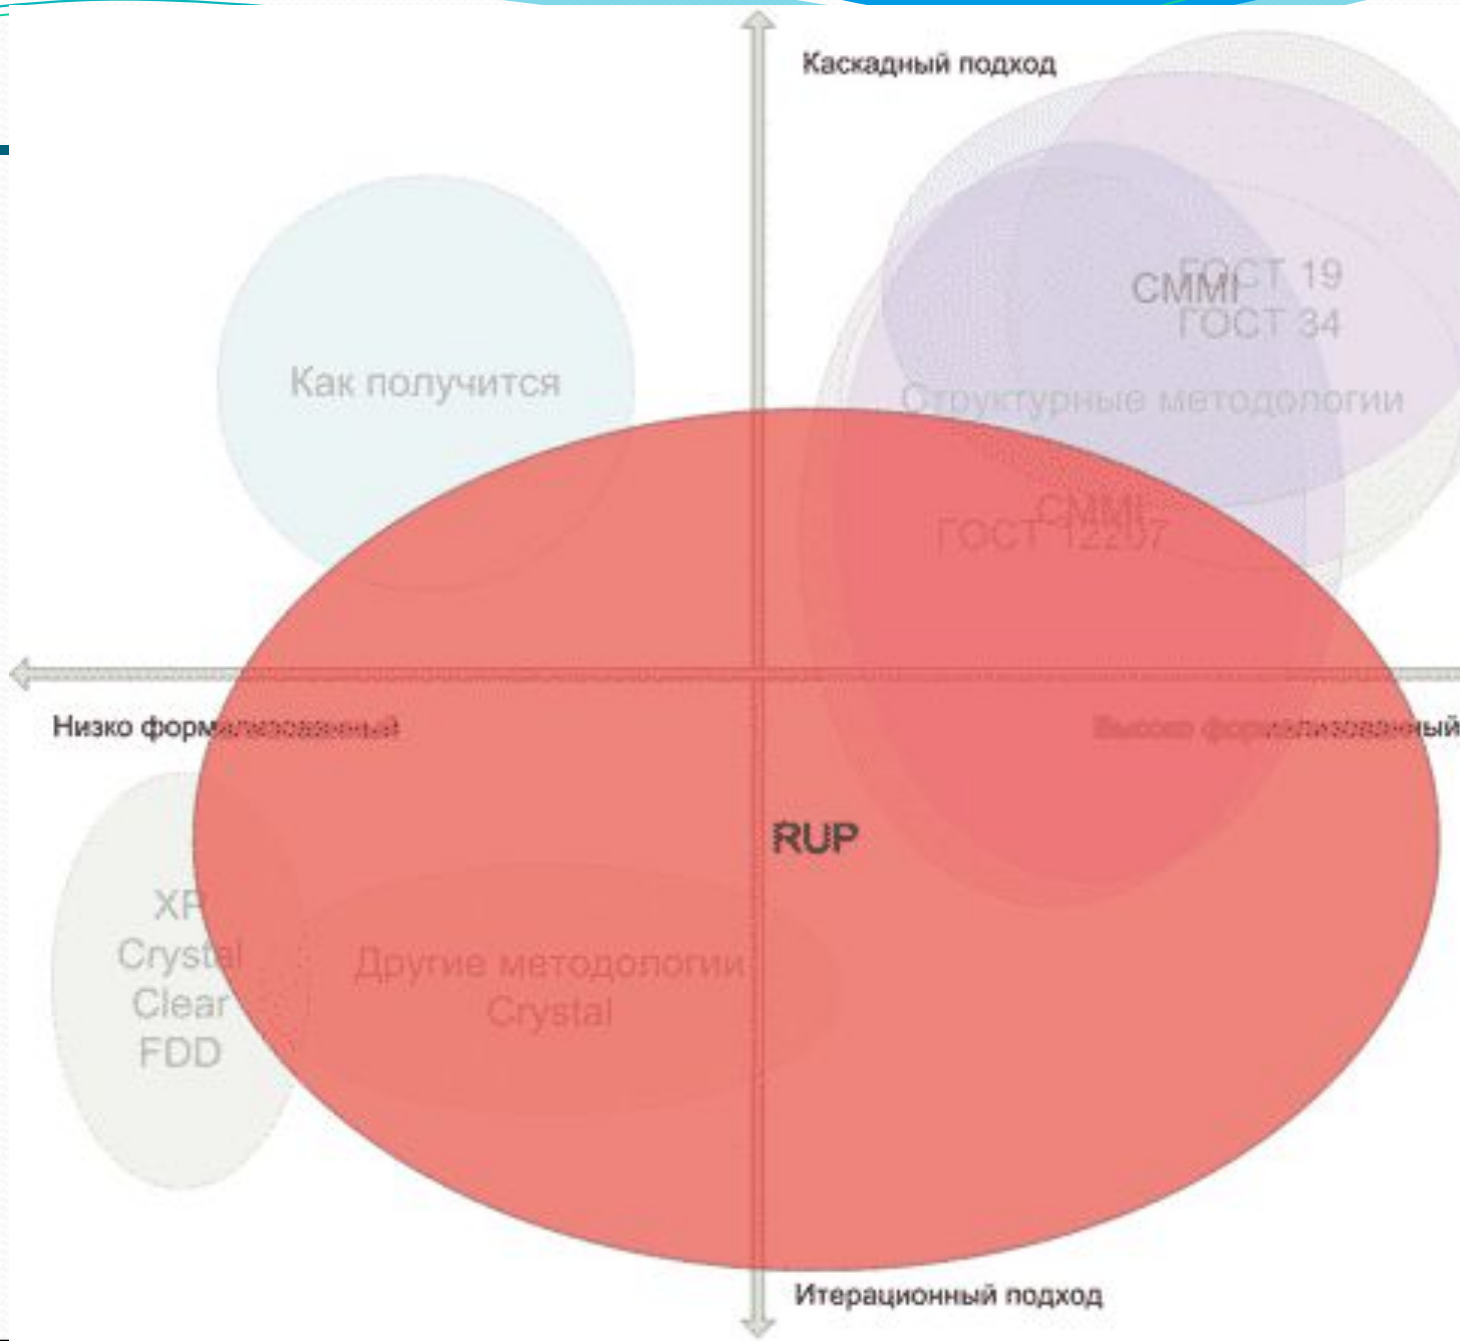 Каскадный подход
ГОСТ 19
CMMI
ГОСТ 34
Как получится
Структурные методологии
CMMI
ГОСТ 12207
Низко формализованный
Высоко формализованный
RUP
XP
Crystal
Clear
FDD
Другие методологии
Crystal
Итерационный подход